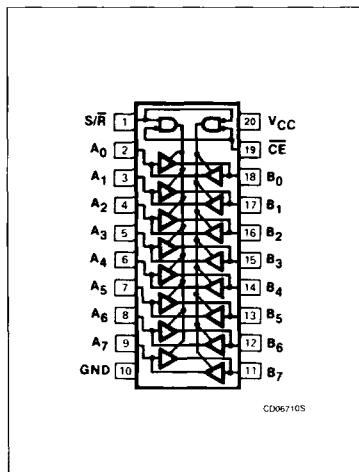 S/R̅ 1 20 VCC
A0 2 19 C̅E̅
A1 3 18 B0
A2 4 17 B1
A3 5 16 B2
A4 6 15 B3
A5 7 14 B4
A6 8 13 B5
A7 9 12 B6
GND 10 11 B7
CD06710S